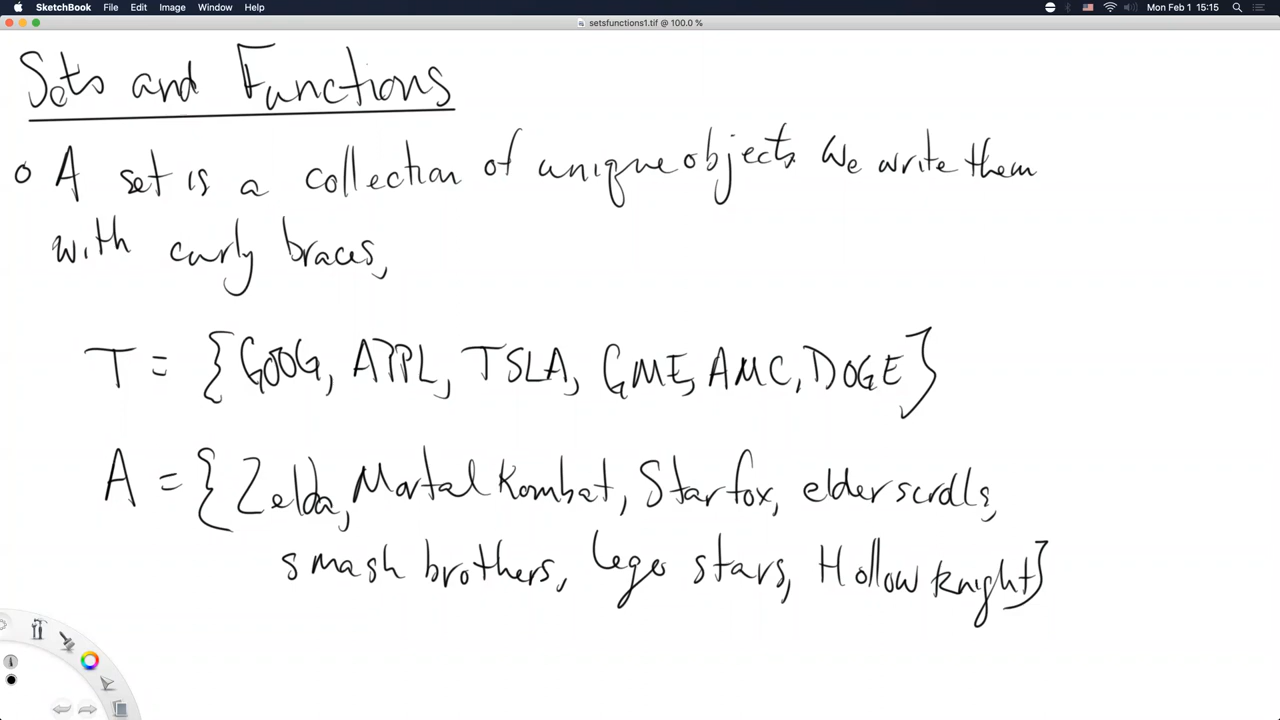 SketchBook File Edit Image Window Help Mon Feb 1 15:15
setsfunctions1.tif @ 100.0 %
Sets and Functions
○ A set is a collection of unique objects. We write them
with curly braces,
T = {GOOG, APPL, TSLA, GME, AMC, DOGE}
A = {Zelda, Mortal Kombat, Starfox, elder scrolls,
smash brothers, lego stars, Hollow knight}